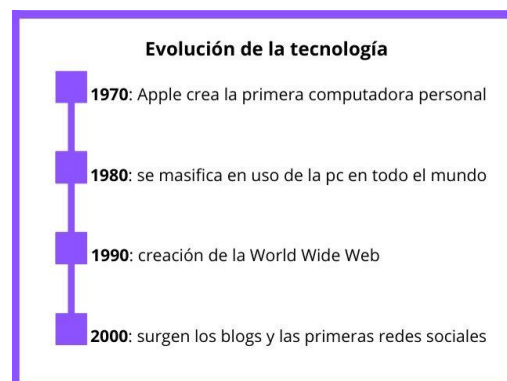 Evolución de la tecnología
1970: Apple crea la primera computadora personal
1980: se masifica en uso de la pc en todo el mundo
1990: creación de la World Wide Web
2000: surgen los blogs y las primeras redes sociales